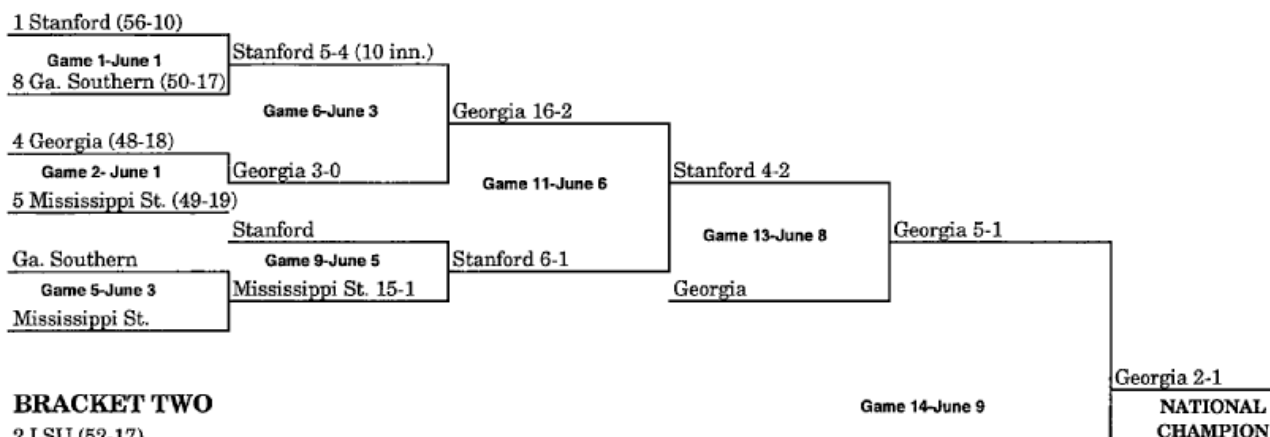 1 Stanford (56-10)
Game 1-June 1
8 Ga. Southern (50-17)
Stanford 5-4 (10 inn.)
Game 6-June 3
4 Georgia (48-18)
Game 2- June 1
5 Mississippi St. (49-19)
Georgia 3-0
Georgia 16-2
Game 11-June 6
Stanford
Game 9-June 5
Ga. Southern
Game 5-June 3
Mississippi St.
Mississippi St. 15-1
Stanford 6-1
Stanford 4-2
Game 13-June 8
Georgia
Georgia 5-1
Game 14-June 9
Georgia 2-1
NATIONAL
CHAMPION
BRACKET TWO
2 LSU (52-17)